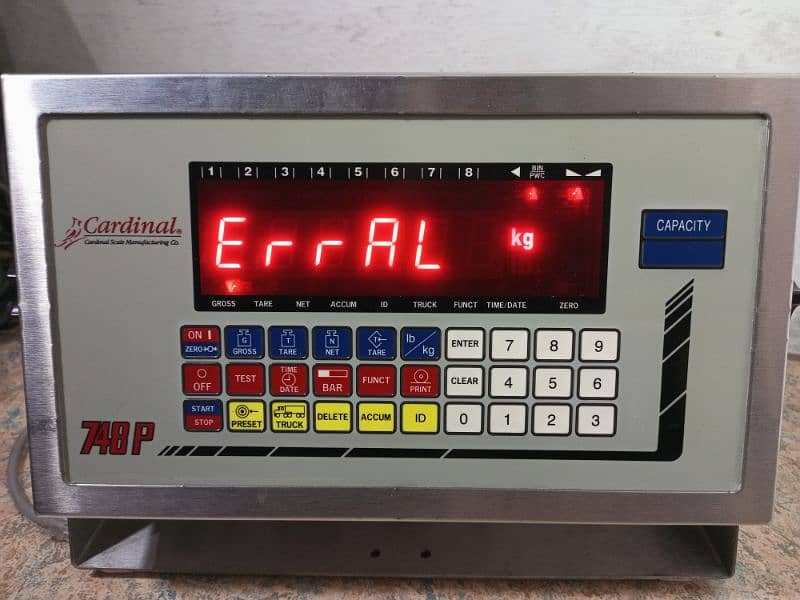 |1| |2| |3| |4| |5| |6| |7| |8| BIN PWC
ErrAL kg
GROSS TARE NET ACCUM ID TRUCK FUNCT TIME/DATE ZERO
Cardinal®
Cardinal Scale Manufacturing Co.
CAPACITY
ON I ZERO G GROSS T TARE N NET T TARE lb/kg ENTER 7 8 9
OFF TEST TIME DATE BAR FUNCT PRINT CLEAR 4 5 6
START STOP PRESET TRUCK DELETE ACCUM ID 0 1 2 3
748P